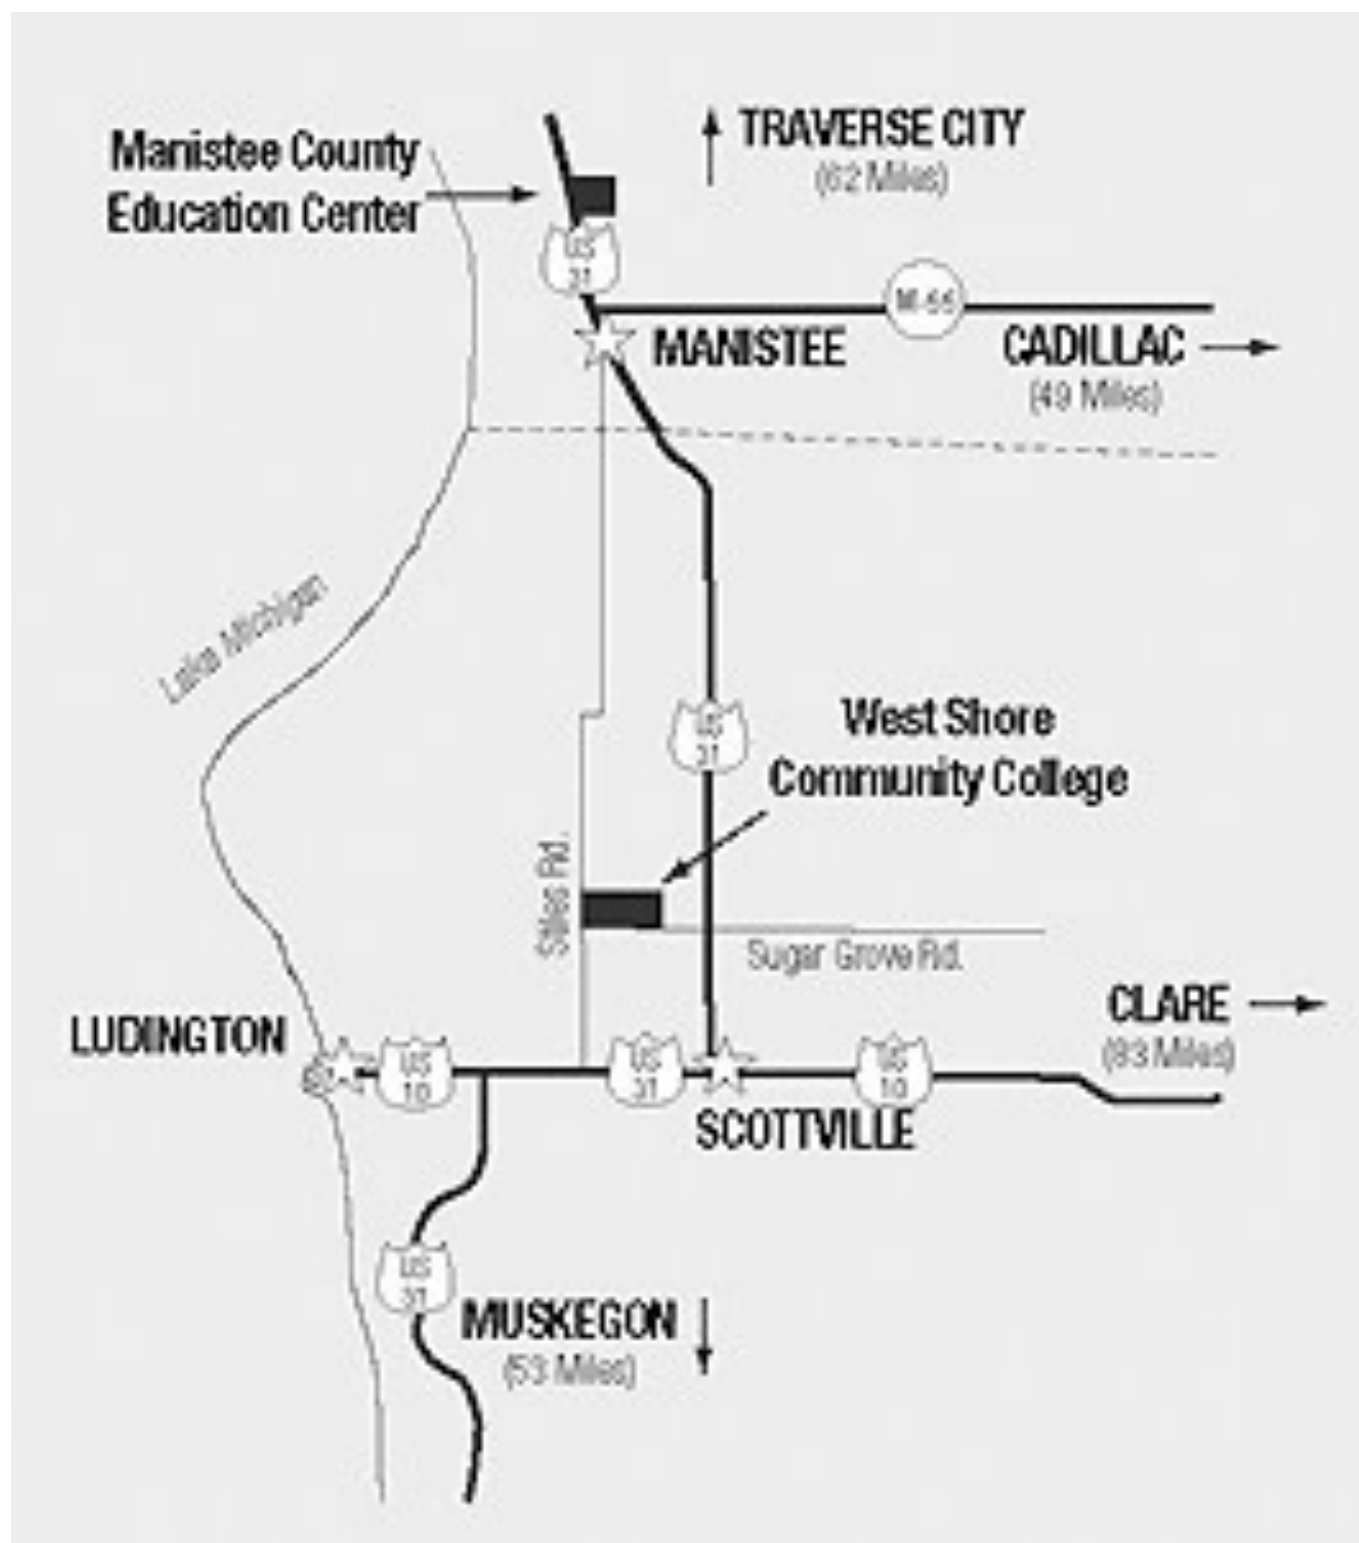 Manistee County
Education Center
TRAVERSE CITY
(62 Miles)
US
31
MANISTEE
MI-55
CADILLAC
(49 Miles)
Lake Michigan
US
31
West Shore
Community College
Stiles Rd.
Sugar Grove Rd.
CLARE
(83 Miles)
LUDINGTON
US
10
US
31
US
10
SCOTTVILLE
US
31
MUSKEGON
(53 Miles)